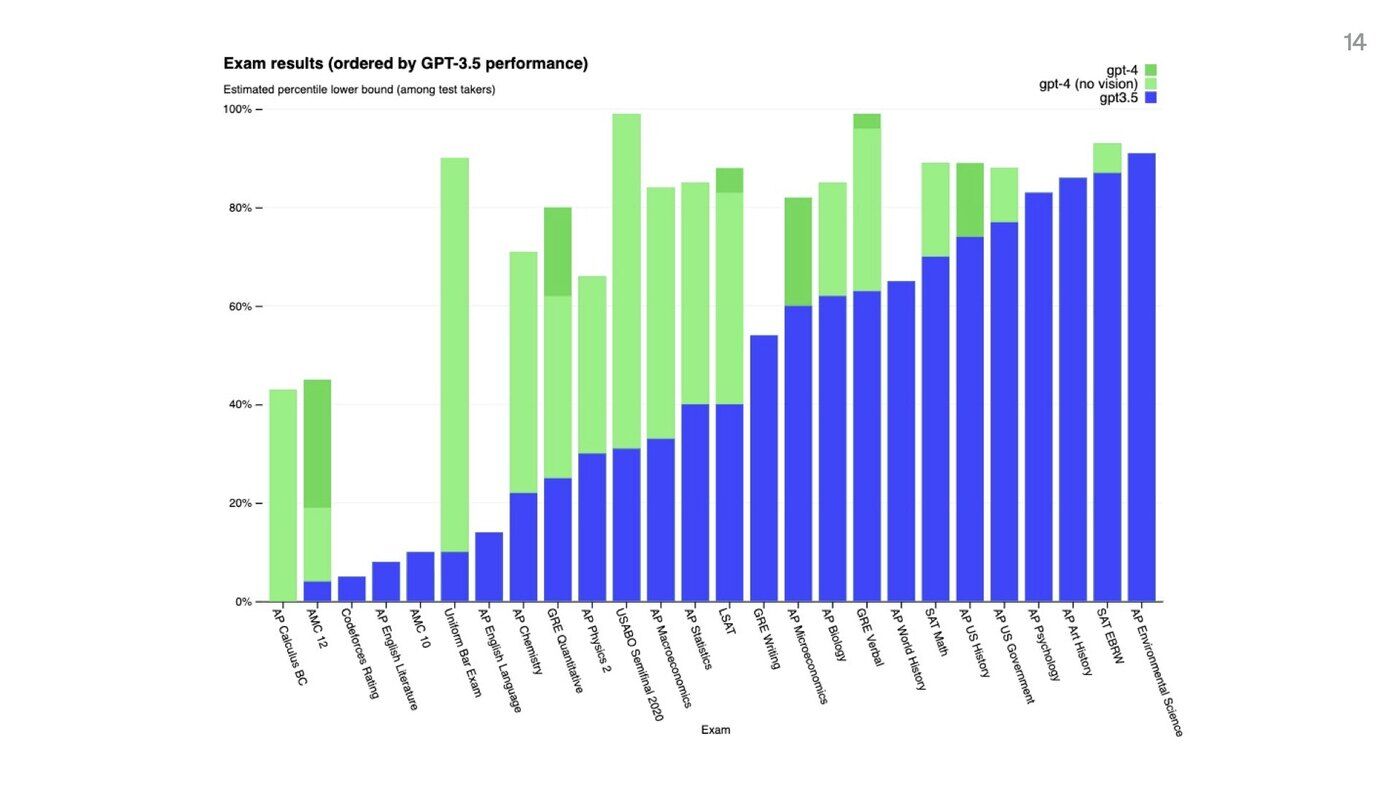 14
Exam results (ordered by GPT-3.5 performance)
Estimated percentile lower bound (among test takers)
gpt-4
gpt-4 (no vision)
gpt3.5
100%
80%
60%
40%
20%
0%
AP Calculus BC
AMC 12
Codeforces Rating
AP English Literature
AMC 10
Uniform Bar Exam
AP English Language
AP Chemistry
GRE Quantitative
AP Physics 2
USABO Semifinal 2020
AP Macroeconomics
AP Statistics
LSAT
GRE Writing
AP Microeconomics
AP Biology
GRE Verbal
AP World History
SAT Math
AP US History
AP US Government
AP Psychology
AP Art History
SAT EBRW
AP Environmental Science
Exam